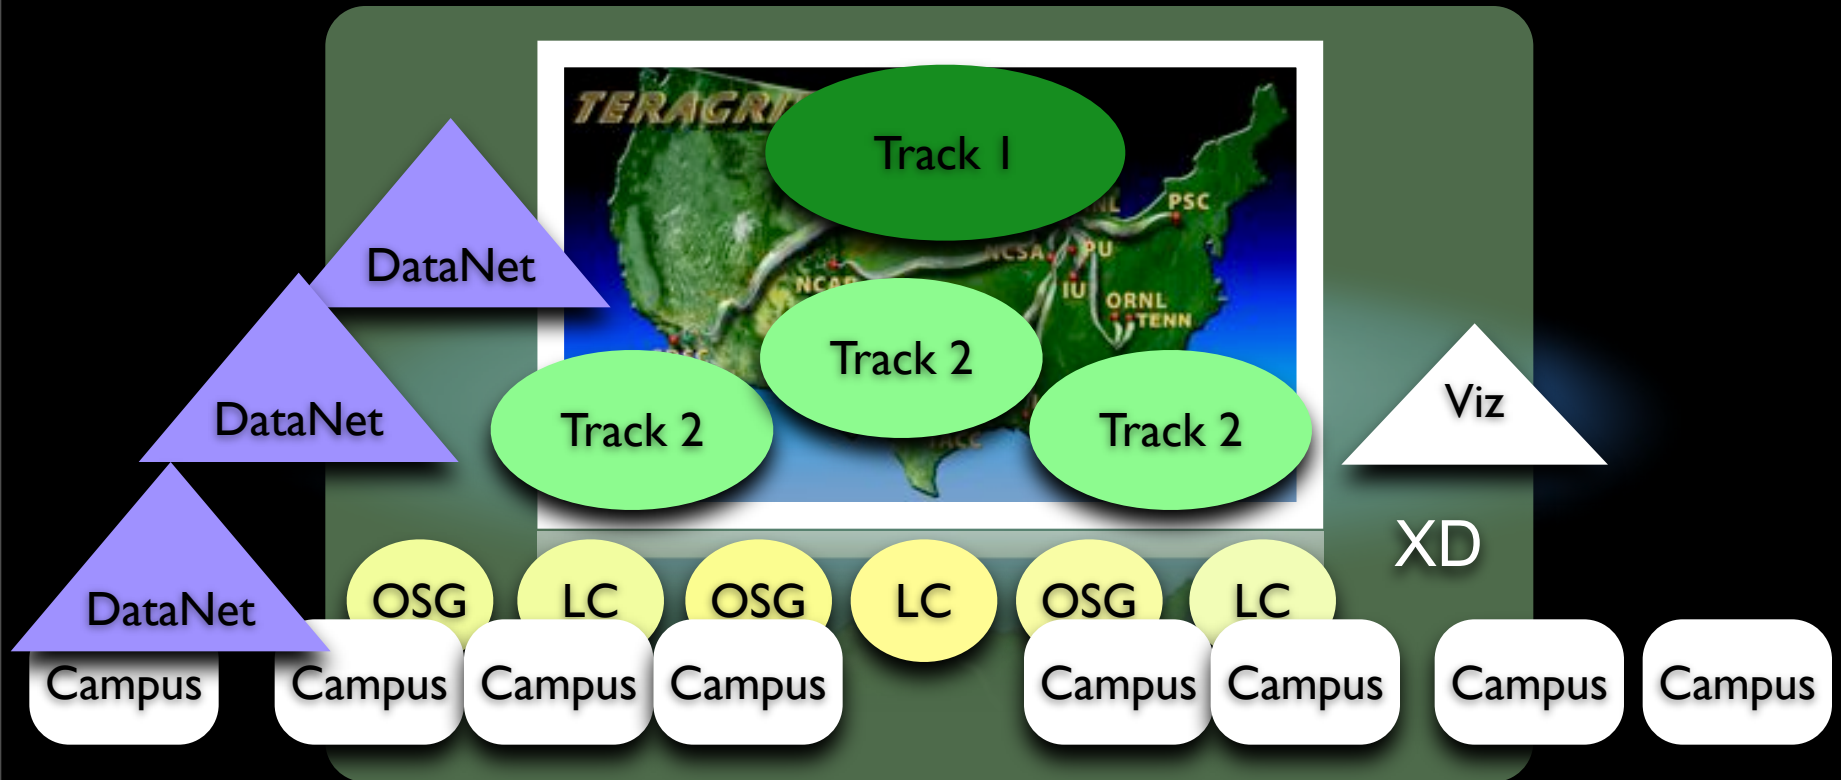 TERAGRI
Track 1
PSC
NCSA
PU
DataNet
IU
ORNL
TENN
Track 2
Viz
DataNet
Track 2
Track 2
TACC
XD
OSG
LC
OSG
LC
OSG
LC
DataNet
Campus
Campus
Campus
Campus
Campus
Campus
Campus
Campus